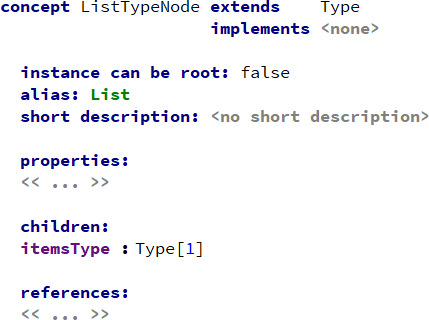 concept ListTypeNode extends Type
implements <none>
instance can be root: false
alias: List
short description: <no short description>
properties:
<< ... >>
children:
itemsType : Type[1]
references:
<< ... >>